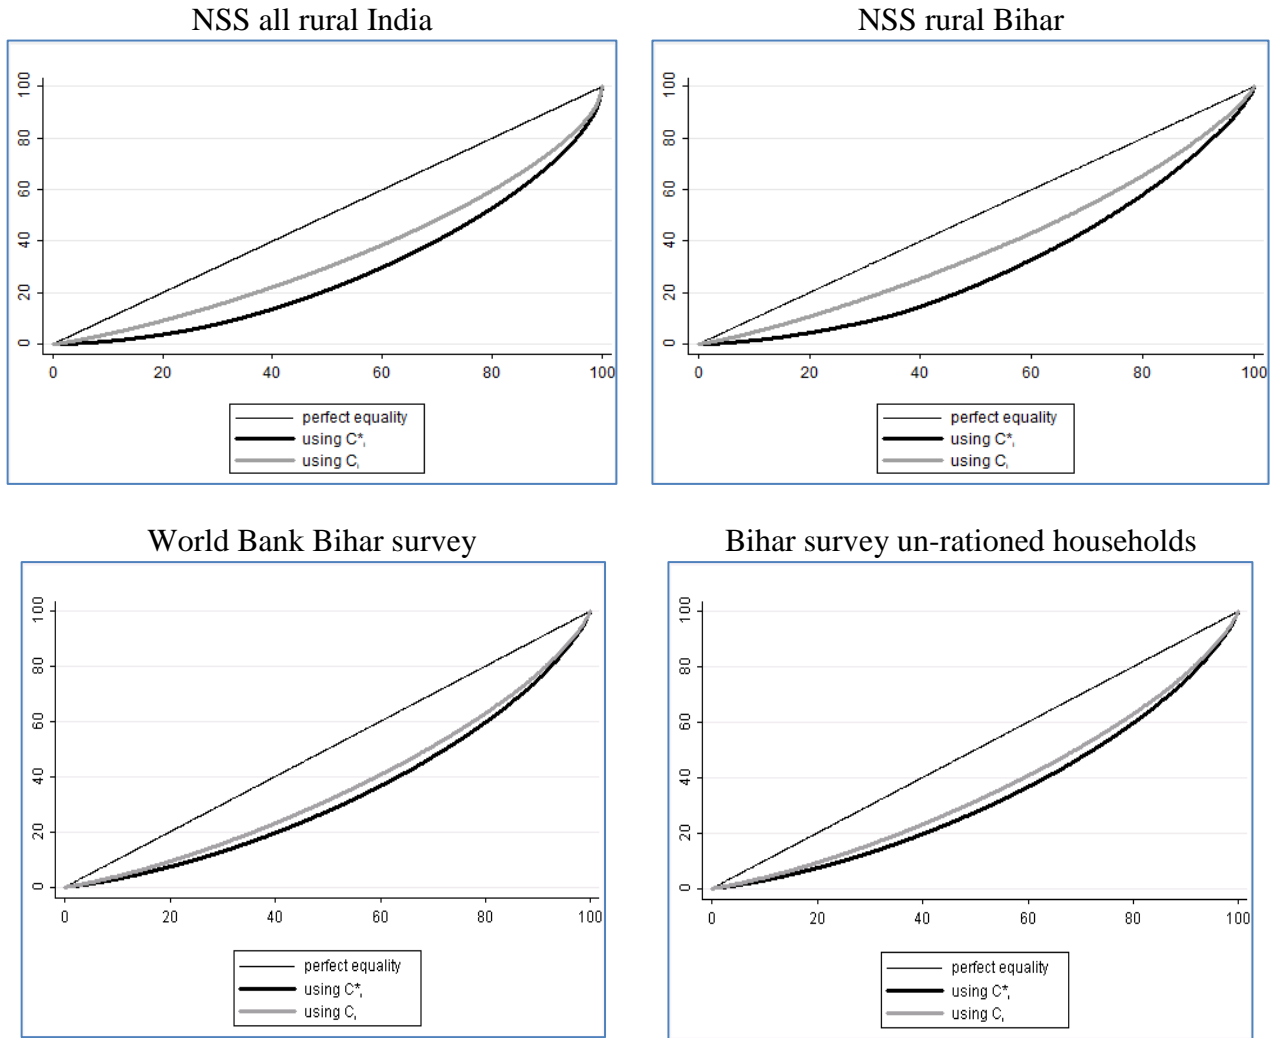 NSS all rural India
100
80
60
40
20
0
0 20 40 60 80 100
perfect equality
using C*ᵢ
using Cᵢ
NSS rural Bihar
100
80
60
40
20
0
0 20 40 60 80 100
perfect equality
using C*ᵢ
using Cᵢ
World Bank Bihar survey
100
80
60
40
20
0
0 20 40 60 80 100
perfect equality
using C*ᵢ
using Cᵢ
Bihar survey un-rationed households
100
80
60
40
20
0
0 20 40 60 80 100
perfect equality
using C*ᵢ
using Cᵢ